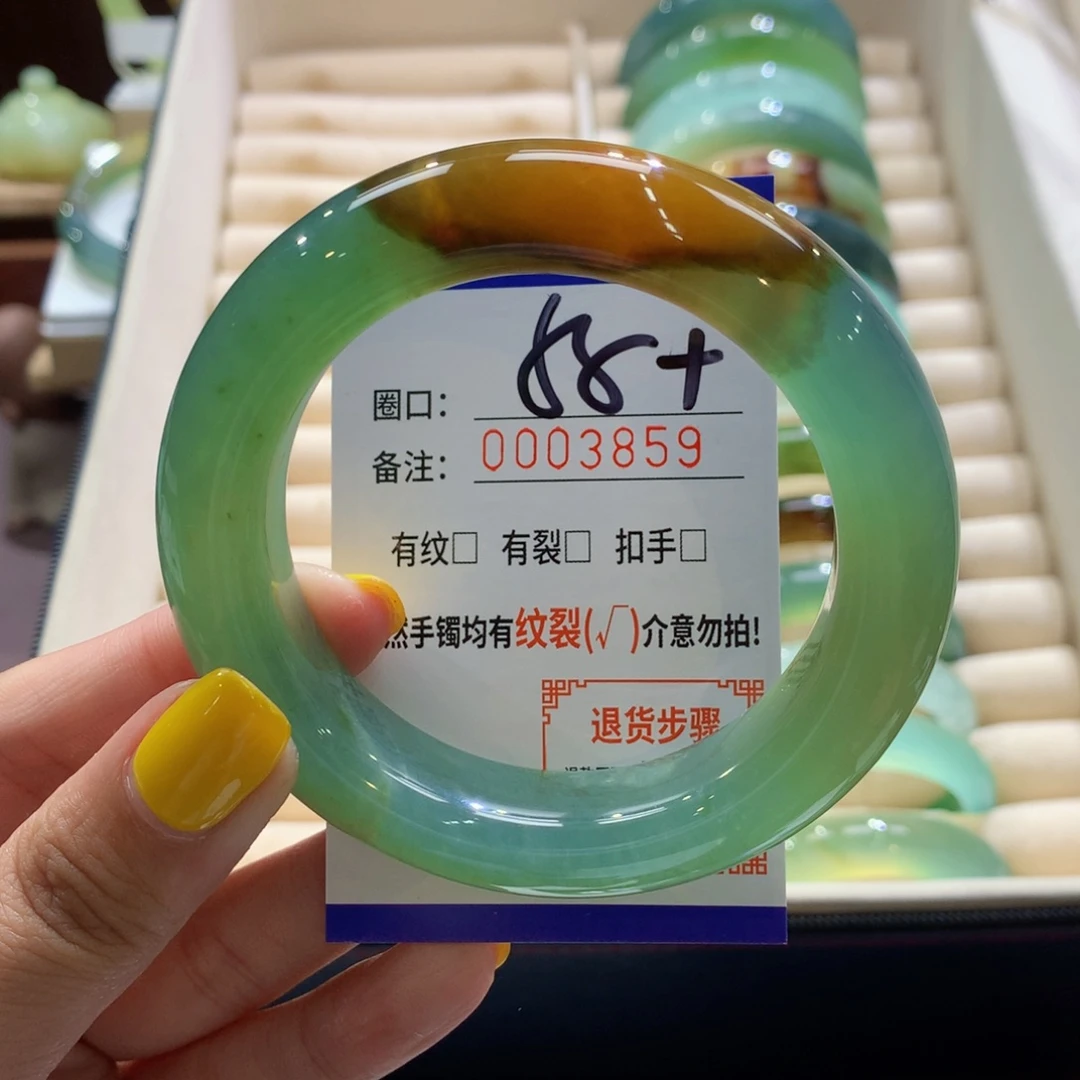 圈口: 58+
备注: 0003859
有纹□ 有裂□ 扣手□
然手镯均有纹裂(√)介意勿拍!
退货步骤